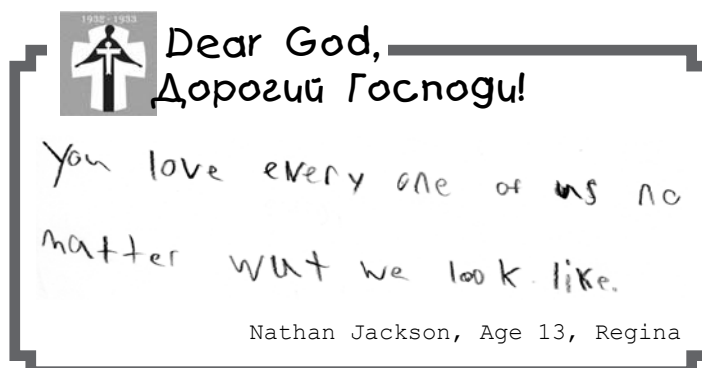 1932 - 1933
Dear God,
Дорогий Господи!
You love every one of us no
matter wut we look like.
Nathan Jackson, Age 13, Regina